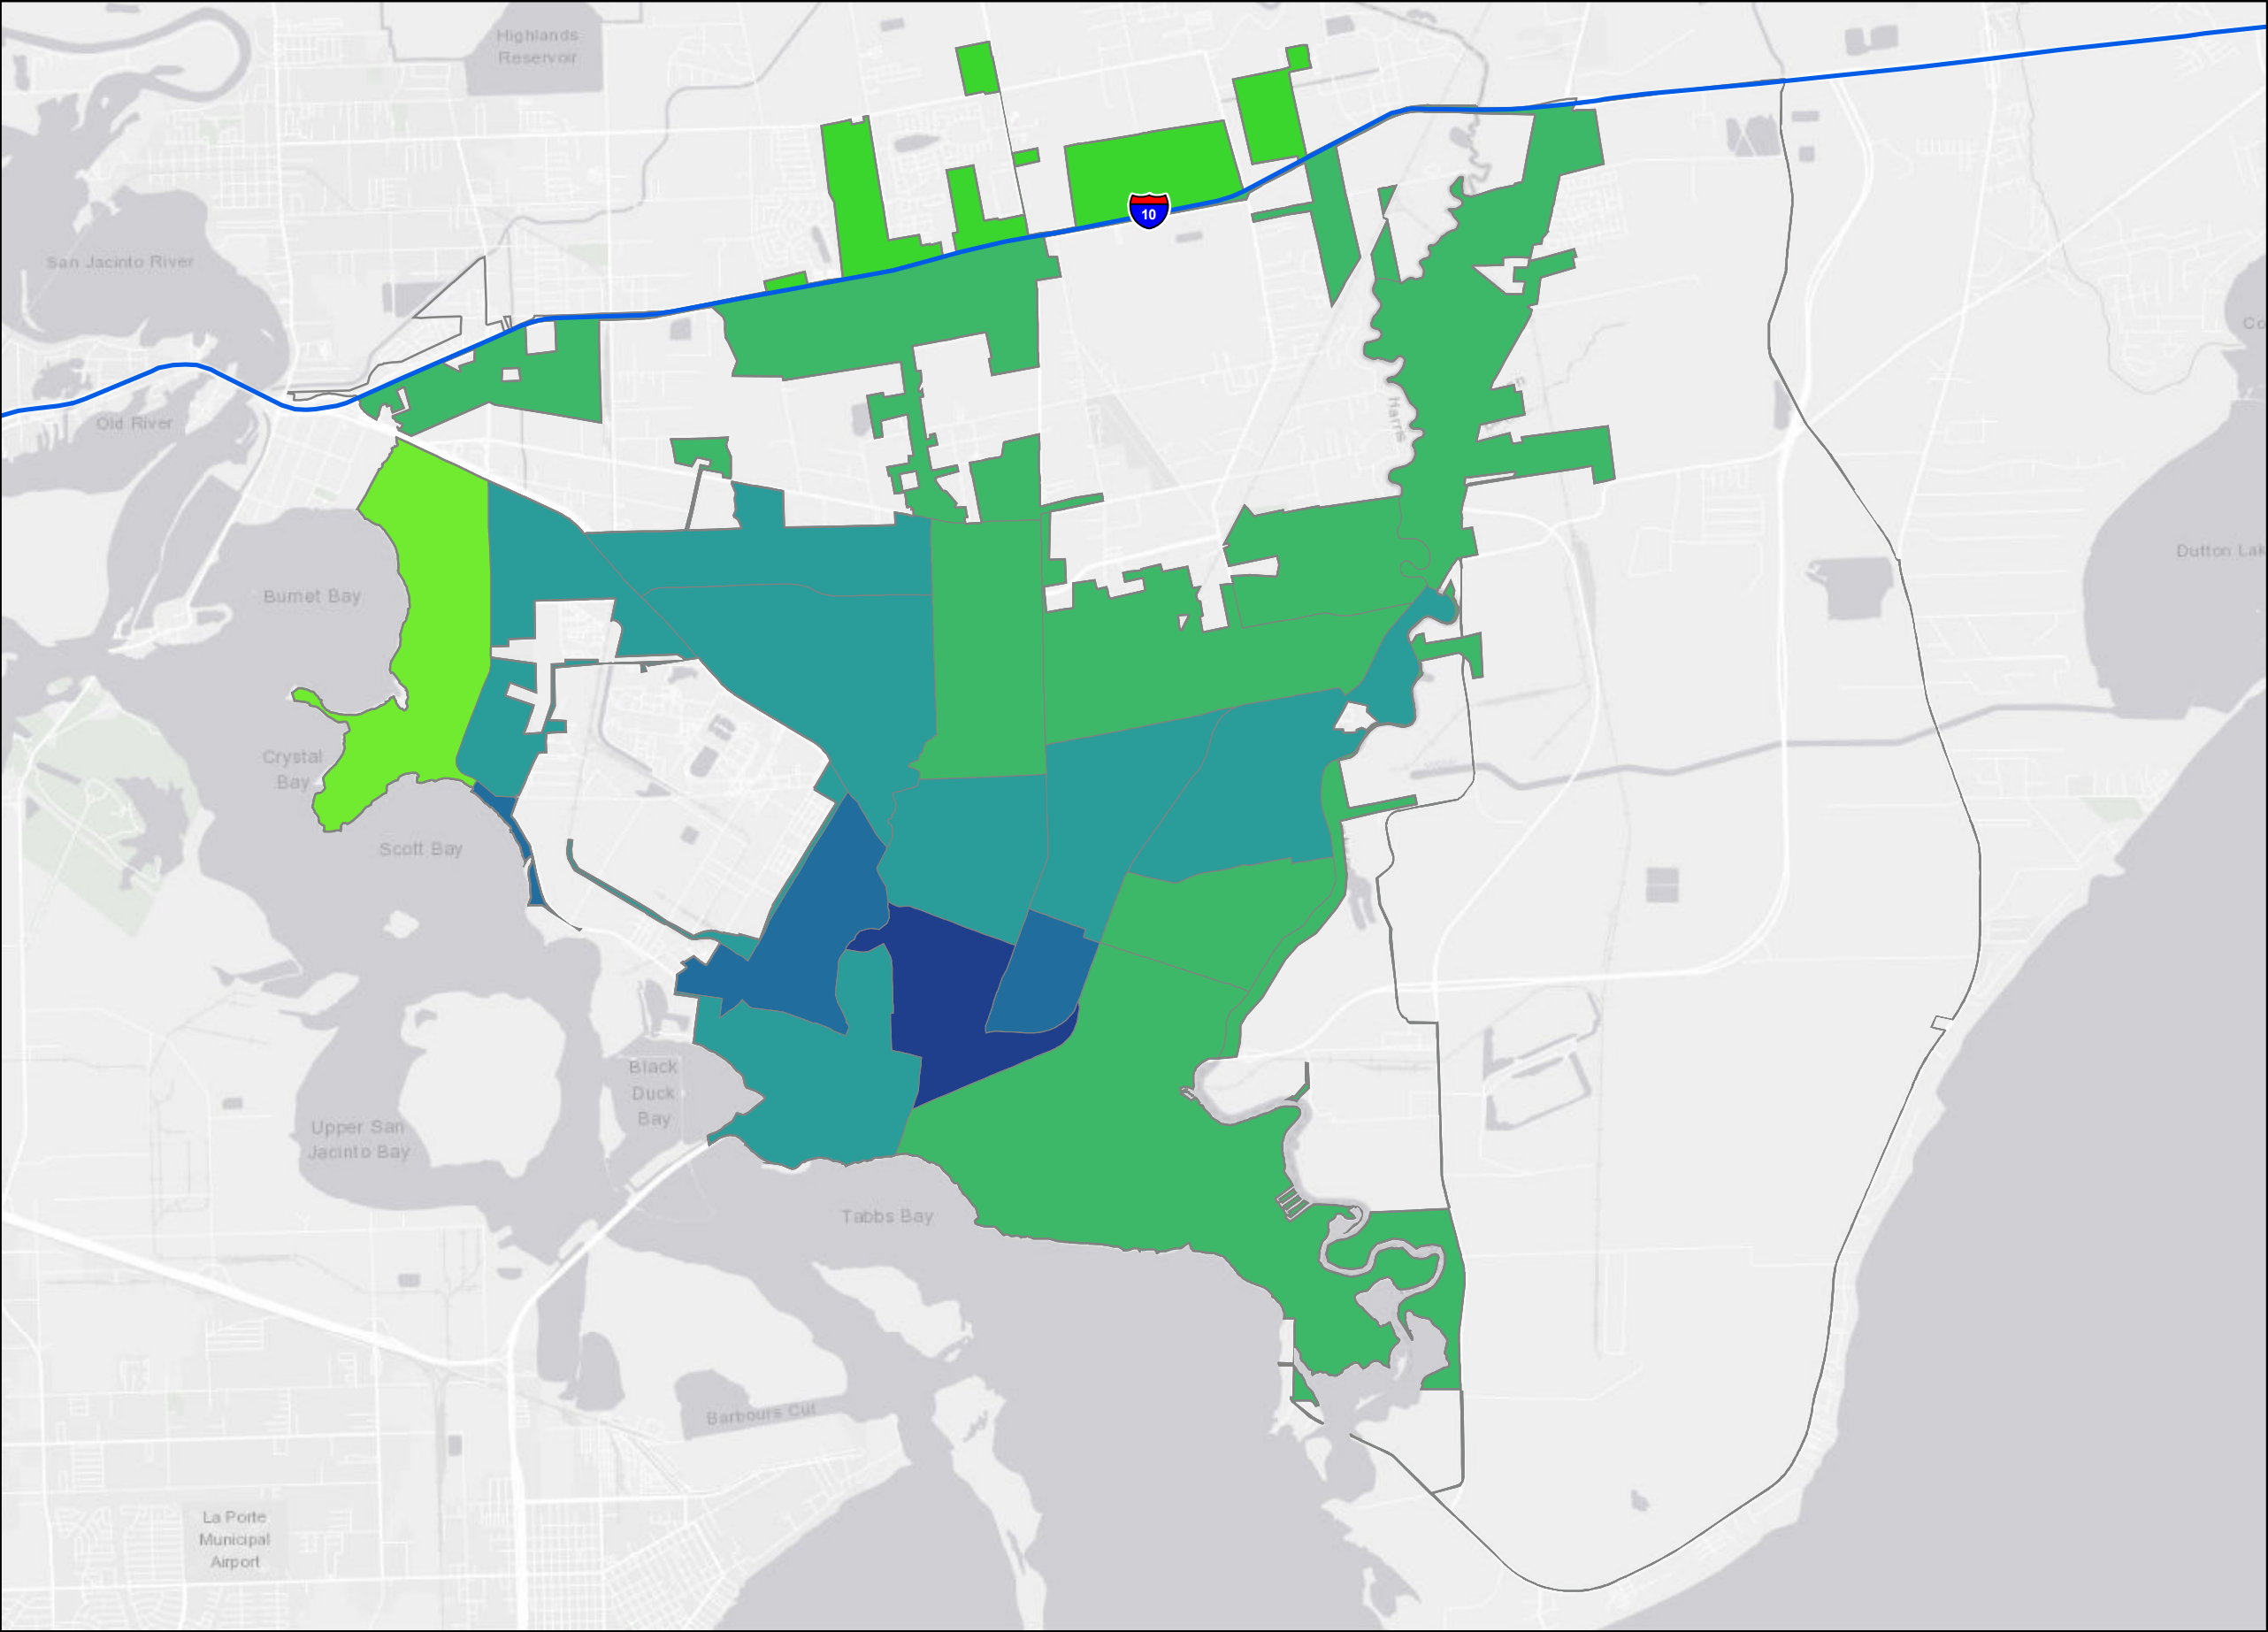 Highlands
Reservoir
San Jacinto River
10
Old River
Harris
Burnet Bay
Dutton Lak
Crystal
Bay
Scott Bay
Black
Duck
Bay
Upper San
Jacinto Bay
Tabbs Bay
Barbours Cut
La Porte
Municipal
Airport
Co